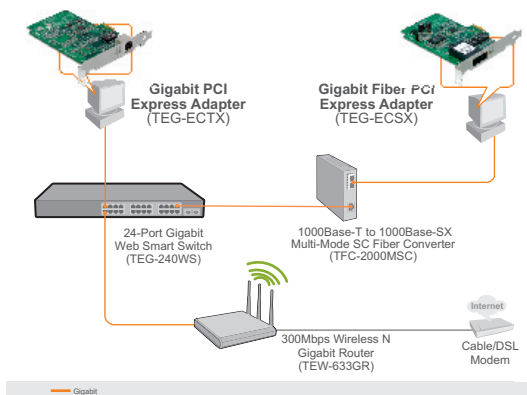 Gigabit PCI
Express Adapter
(TEG-ECTX)
Gigabit Fiber PCI
Express Adapter
(TEG-ECSX)
24-Port Gigabit
Web Smart Switch
(TEG-240WS)
1000Base-T to 1000Base-SX
Multi-Mode SC Fiber Converter
(TFC-2000MSC)
300Mbps Wireless N
Gigabit Router
(TEW-633GR)
Internet
Cable/DSL
Modem
Gigabit